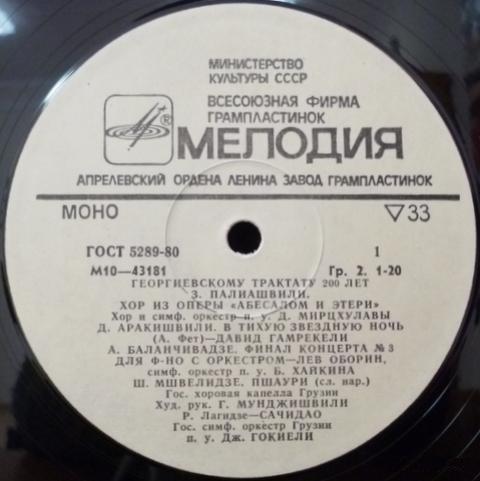 МИНИСТЕРСТВО
КУЛЬТУРЫ СССР
ВСЕСОЮЗНАЯ ФИРМА
ГРАМПЛАСТИНОК
® МЕЛОДИЯ
АПРЕЛЕВСКИЙ ОРДЕНА ЛЕНИНА ЗАВОД ГРАМПЛАСТИНОК
МОНО ▽33
ГОСТ 5289-80 1
М10—43181 Гр. 2. 1-20
ГЕОРГИЕВСКОМУ ТРАКТАТУ 200 ЛЕТ
З. ПАЛИАШВИЛИ.
ХОР ИЗ ОПЕРЫ «АБЕСАЛОМ И ЭТЕРИ»
Хор и симф. оркестр п. у. Д. МИРЦХУЛАВЫ
Д. АРАКИШВИЛИ. В ТИХУЮ ЗВЕЗДНУЮ НОЧЬ
(А. Фет)—ДАВИД ГАМРЕКЕЛИ
А. БАЛАНЧИВАДЗЕ. ФИНАЛ КОНЦЕРТА № 3
ДЛЯ Ф-НО С ОРКЕСТРОМ—ЛЕВ ОБОРИН,
симф. оркестр п. у. Б. ХАЙКИНА
Ш. МШВЕЛИДЗЕ. ПШАУРИ (сл. нар.)
Гос. хоровая капелла Грузии
Худ. рук. Г. МУНДЖИШВИЛИ
Р. Лагидзе—САЧИДАО
Гос. симф. оркестр Грузии
п. у. Дж. ГОКИЕЛИ